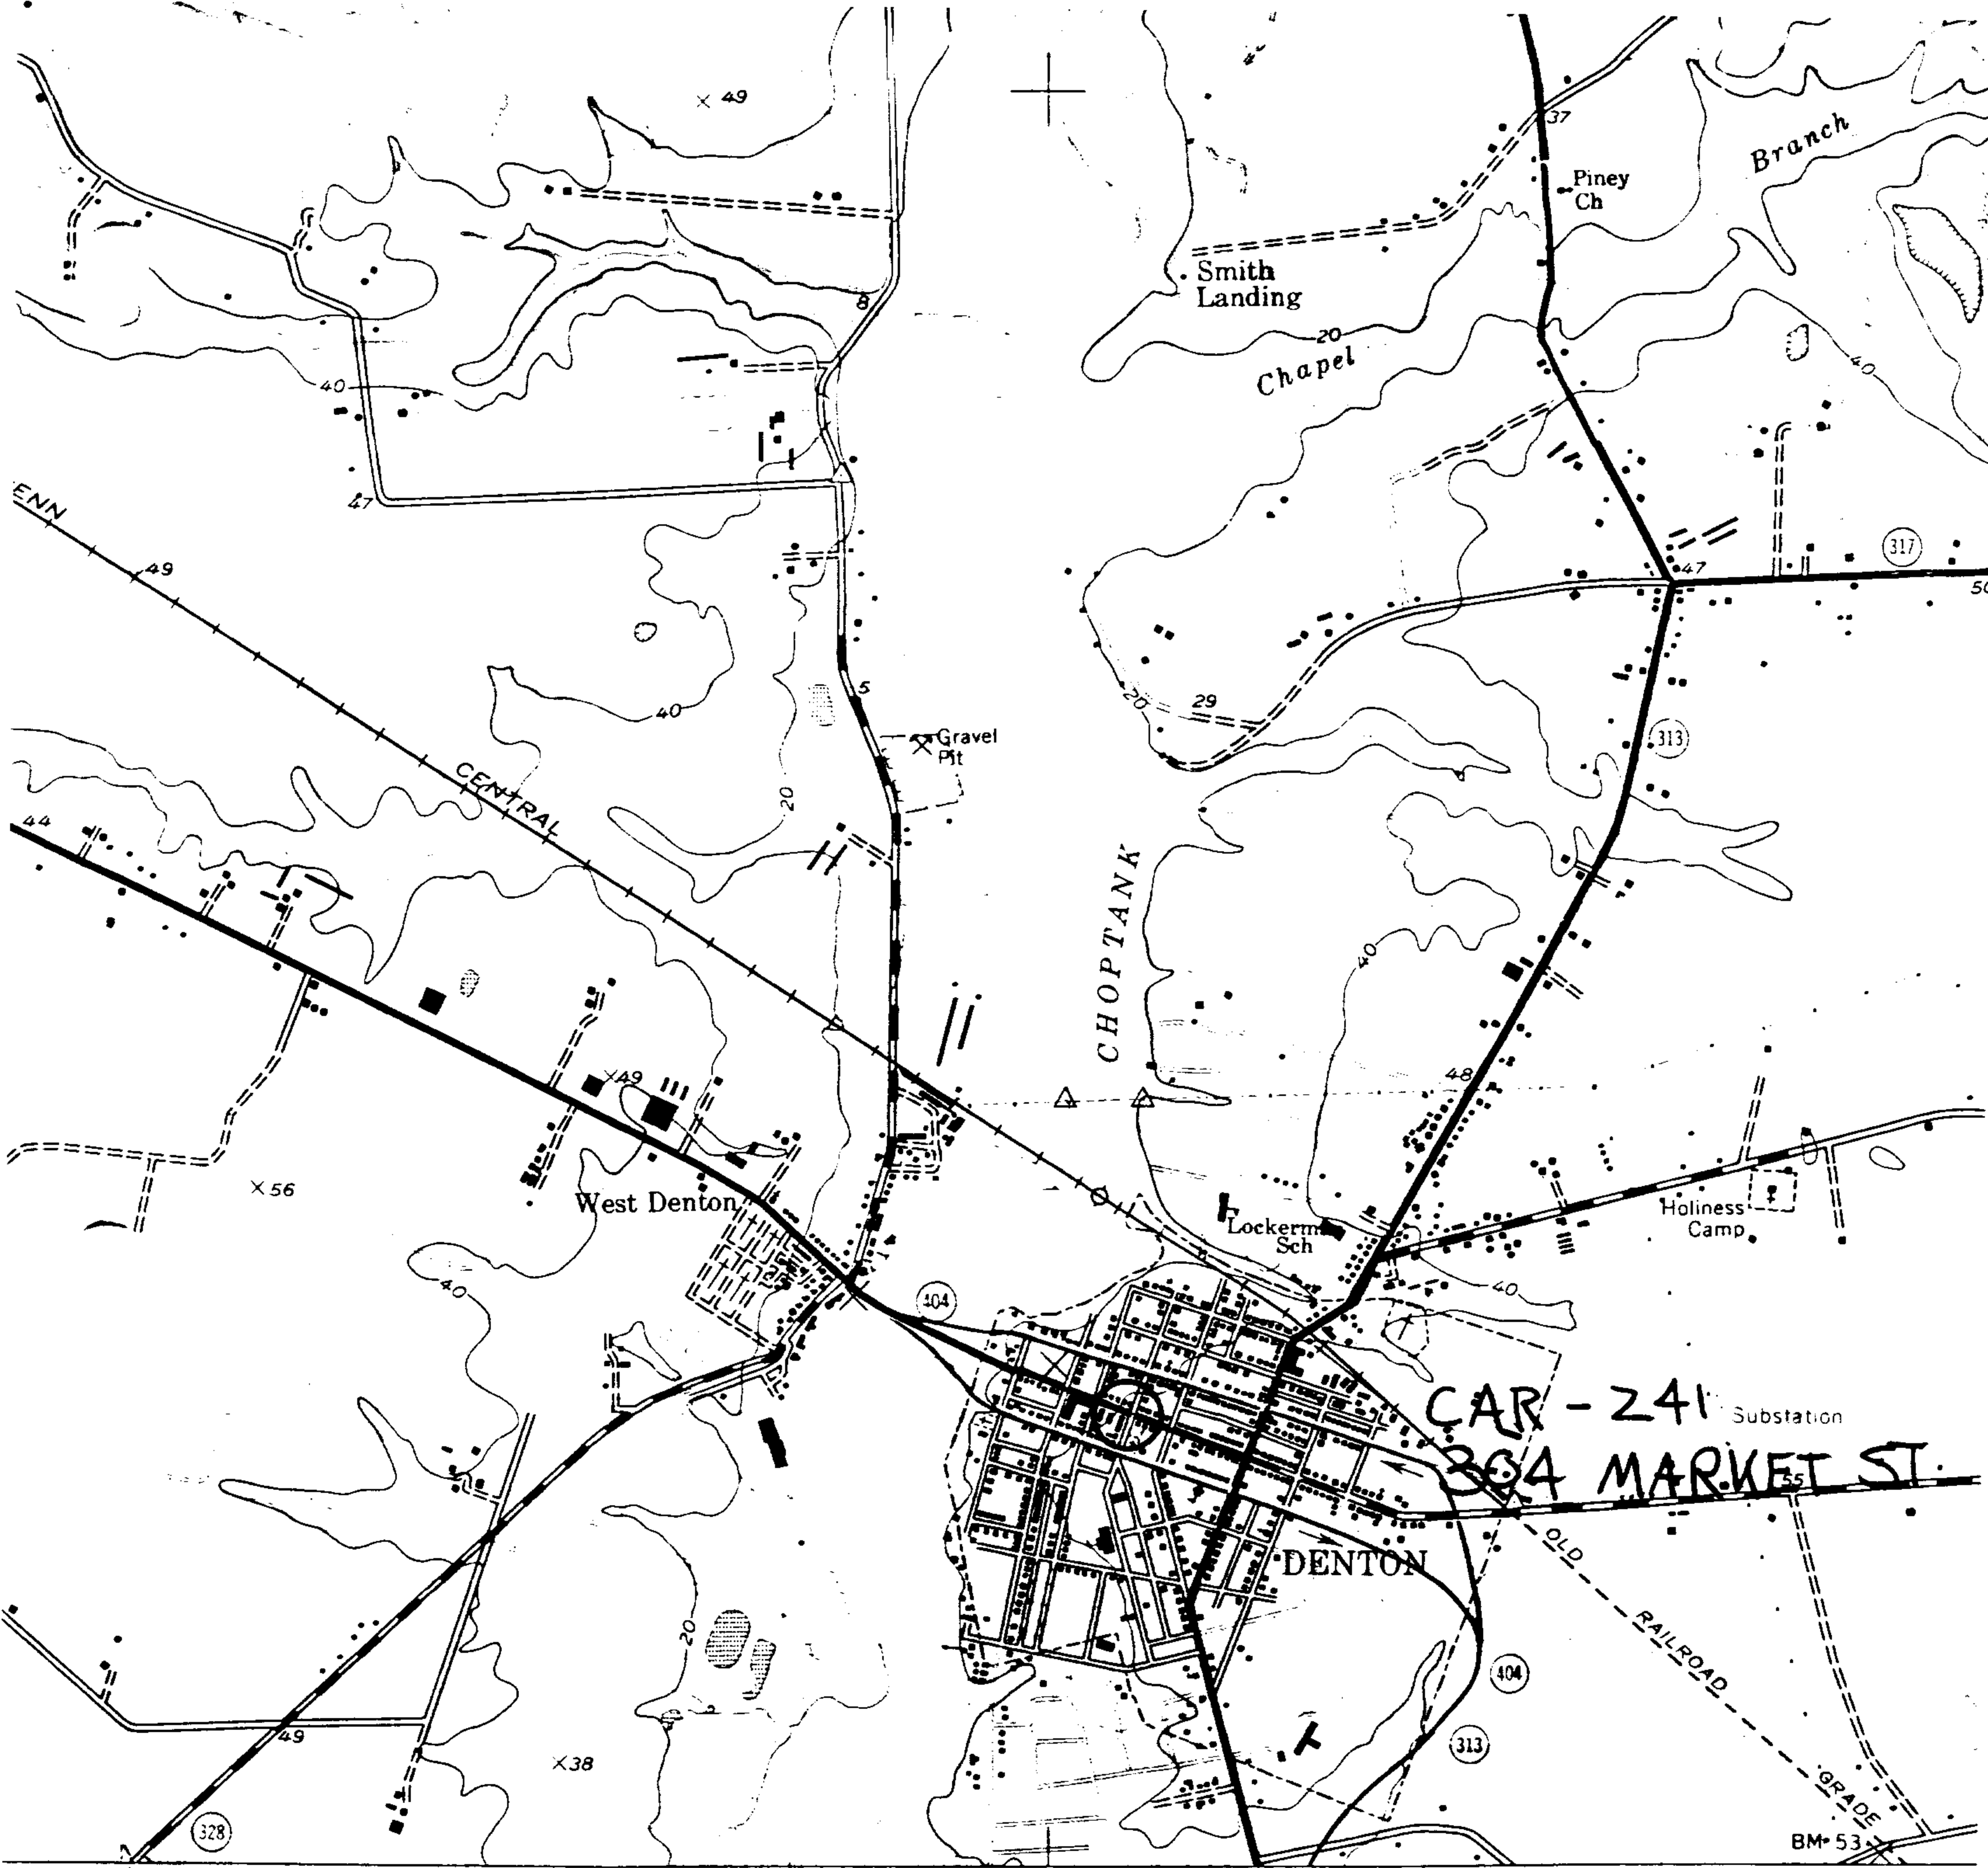 49
37
Piney
Ch
Branch
Smith
Landing
8
20
Chapel
40
40
47
ENN
49
317
47
50
5
40
29
20
313
Gravel
Pit
CENTRAL
20
44
CHOPTANK
40
49
48
56
West Denton
Lockerm
Sch
Holiness
Camp
40
404
40
CAR - 241
Substation
304 MARKET ST.
55
OLD
DENTON
RAILROAD
20
404
49
38
313
GRADE
328
BM 53